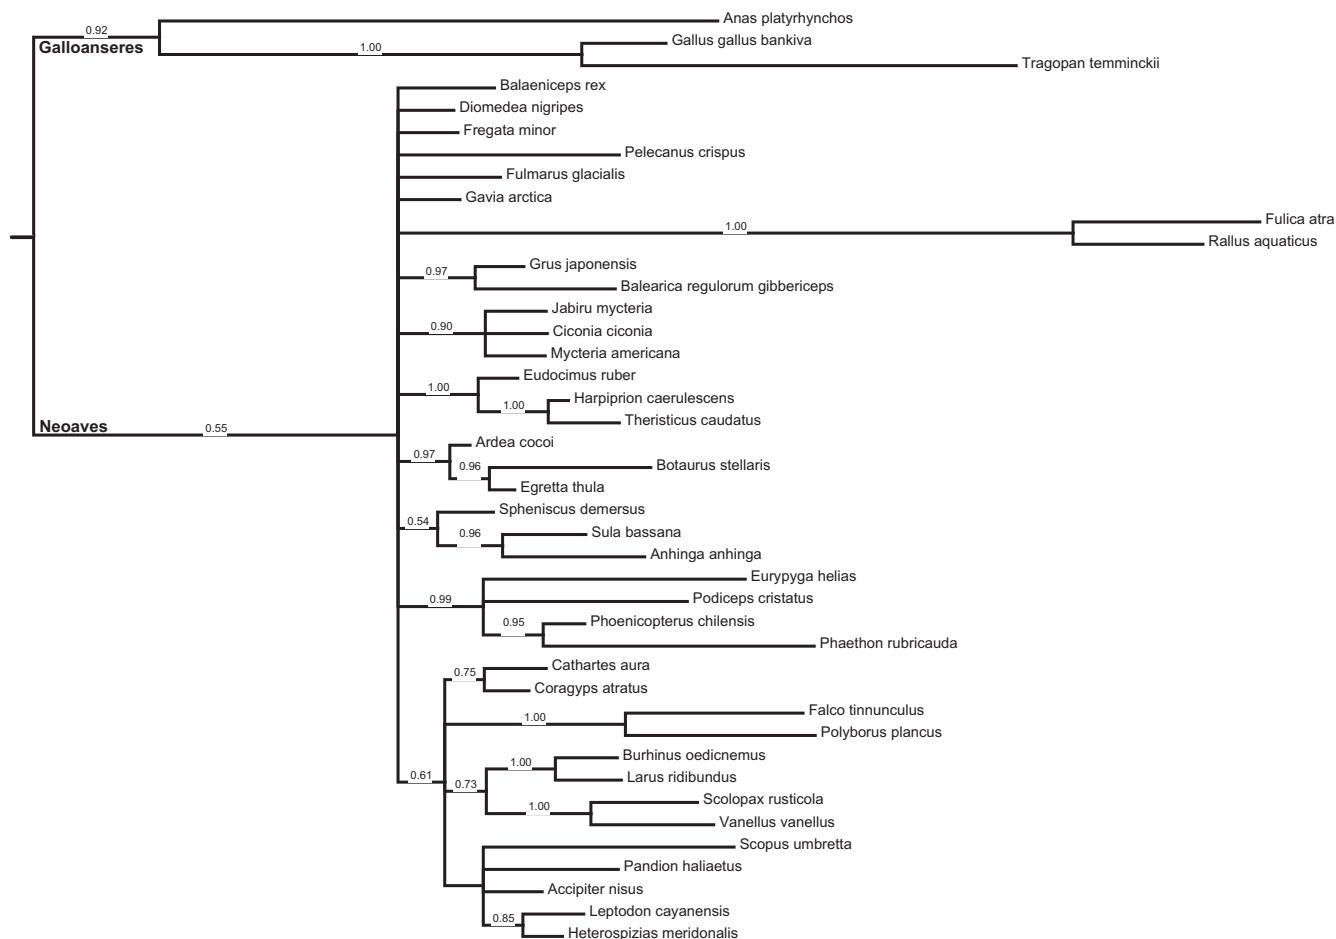 0.92
Anas platyrhynchos
Galloanseres
1.00
Gallus gallus bankiva
Tragopan temminckii
Balaeniceps rex
Diomedea nigripes
Fregata minor
Pelecanus crispus
Fulmarus glacialis
Gavia arctica
1.00
Fulica atra
Rallus aquaticus
0.97
Grus japonensis
Balearica regulorum gibbericeps
Jabiru mycteria
0.90
Ciconia ciconia
Mycteria americana
Eudocimus ruber
1.00
Harpiprion caerulescens
1.00
Theristicus caudatus
Neoaves
0.55
Ardea cocoi
0.97
0.96
Botaurus stellaris
Egretta thula
Spheniscus demersus
0.54
0.96
Sula bassana
Anhinga anhinga
Eurypyga helias
0.99
Podiceps cristatus
0.95
Phoenicopterus chilensis
Phaethon rubricauda
0.75
Cathartes aura
Coragyps atratus
1.00
Falco tinnunculus
Polyborus plancus
Burhinus oedicnemus
1.00
Larus ridibundus
0.61
0.73
Scolopax rusticola
1.00
Vanellus vanellus
Scopus umbretta
Pandion haliaetus
Accipiter nisus
0.85
Leptodon cayanensis
Heterospizias meridonalis